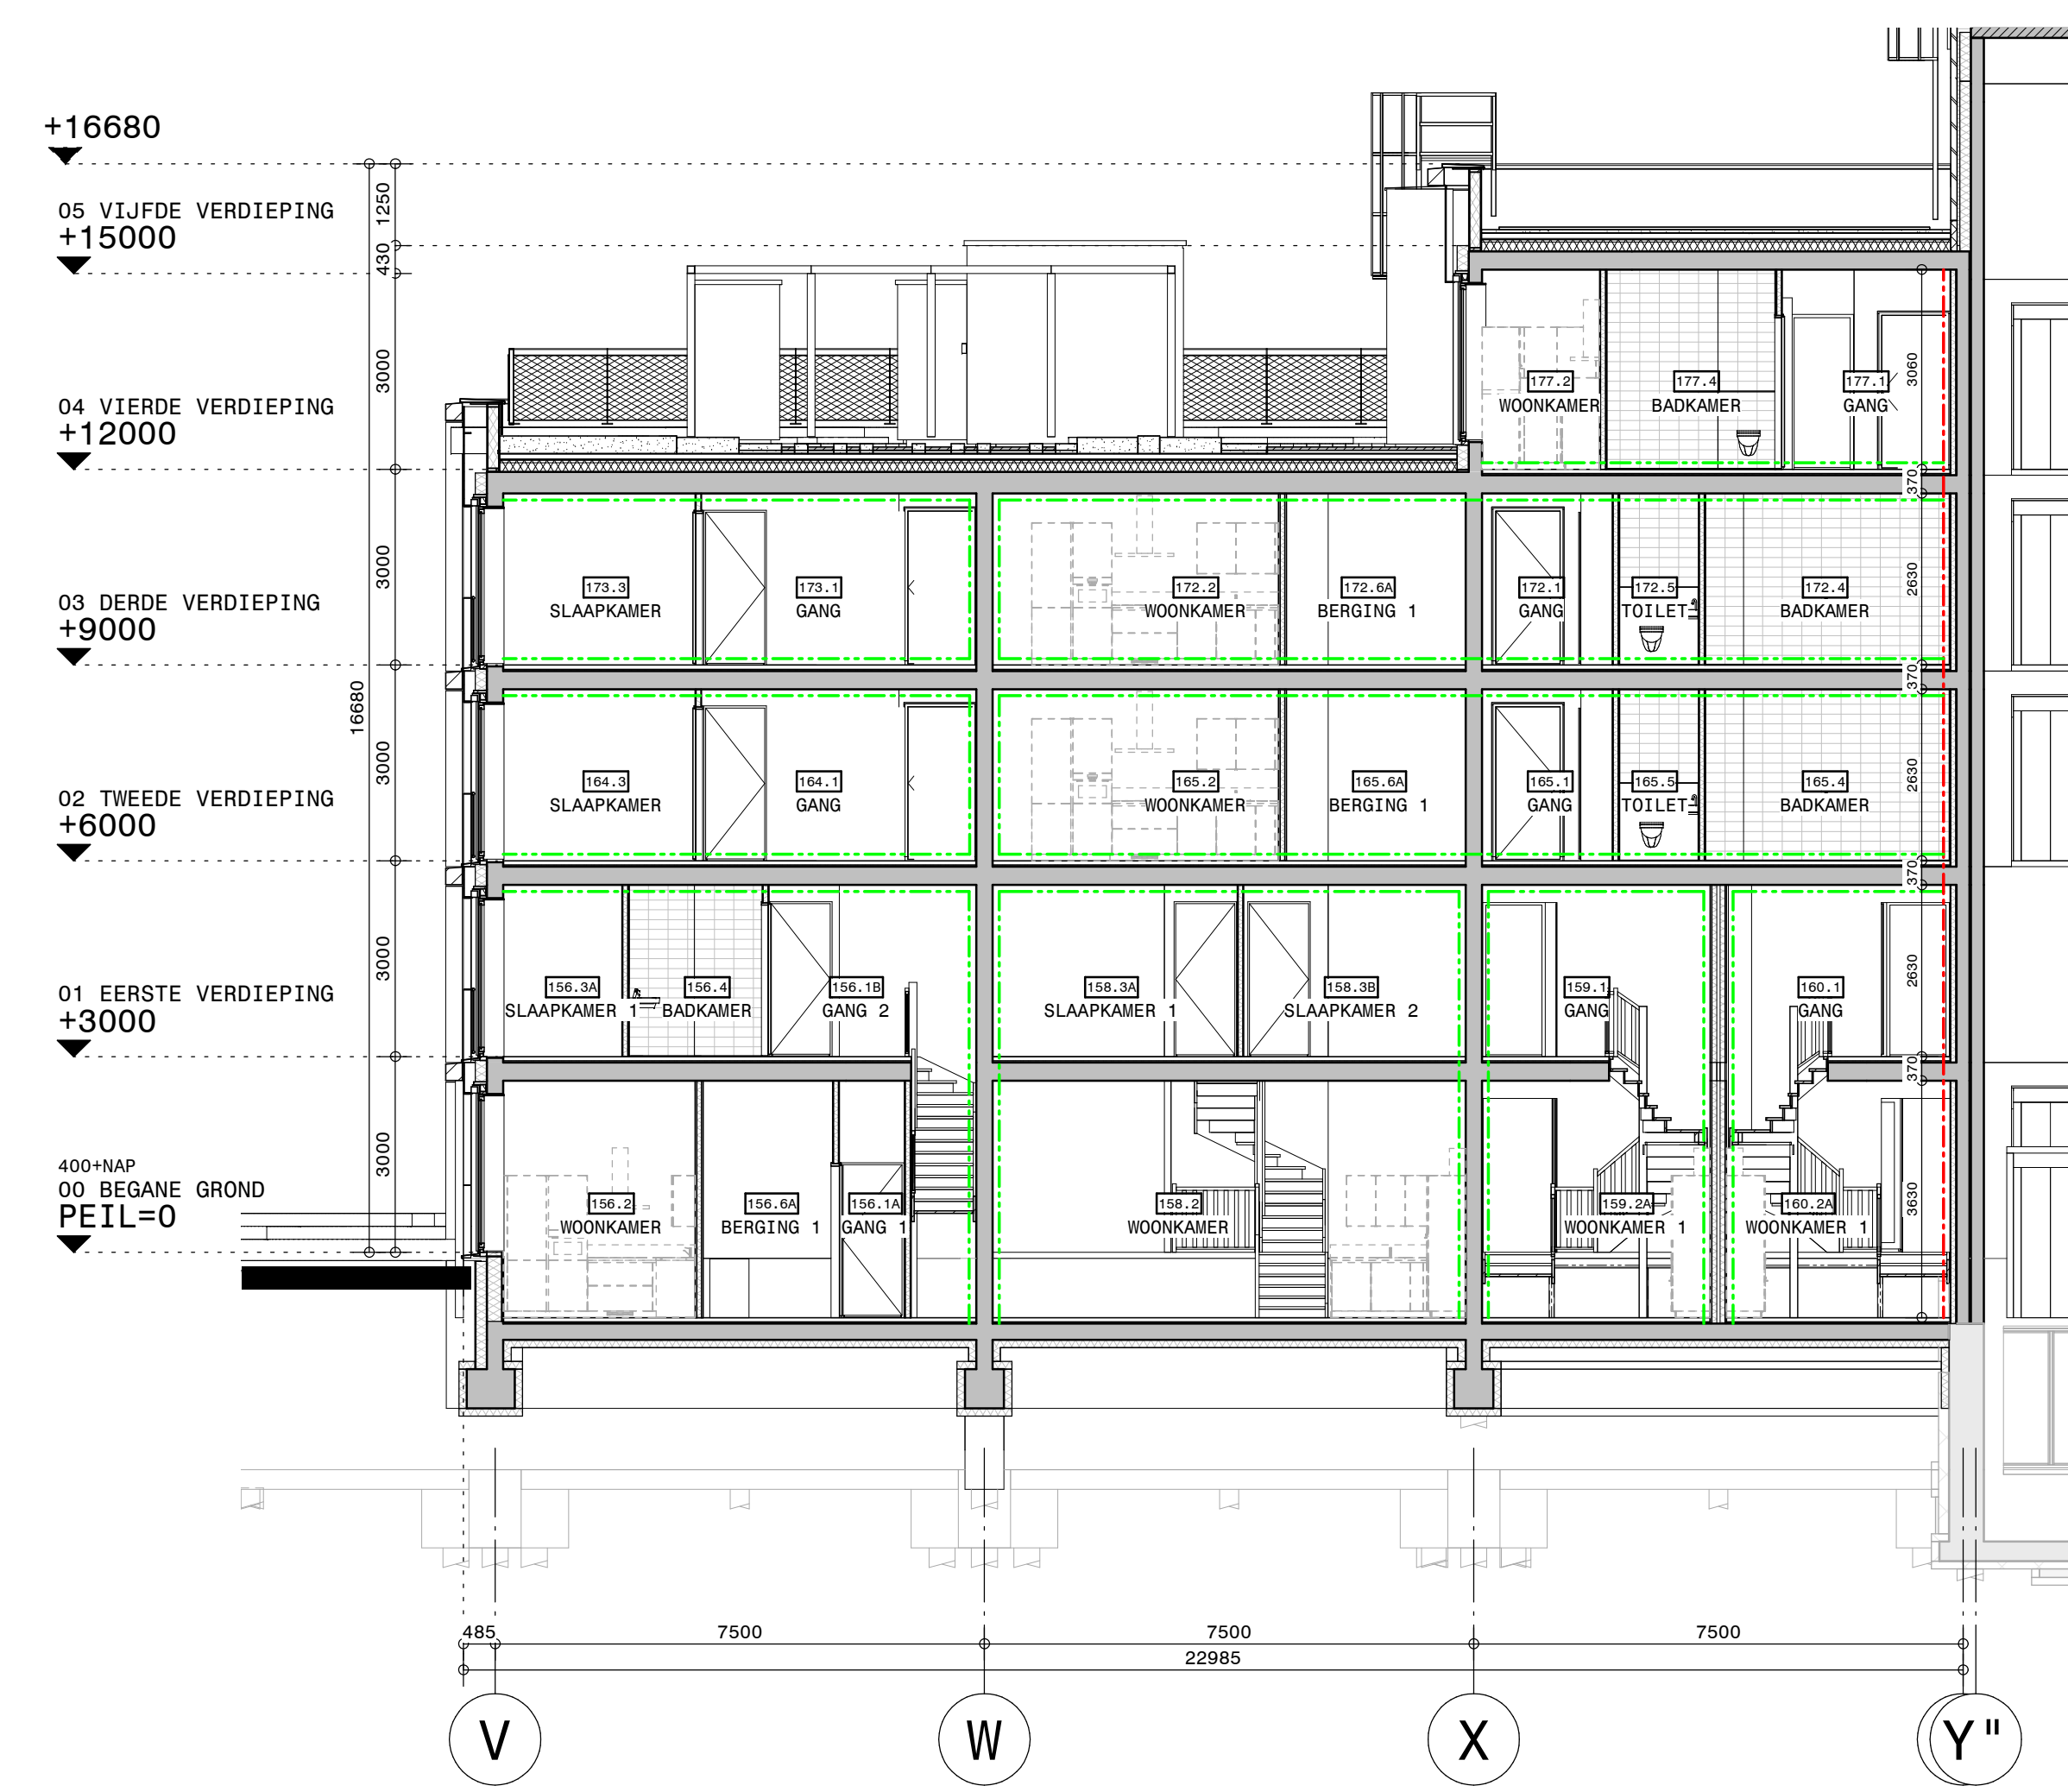 +16680
05 VIJFDE VERDIEPING
+15000
04 VIERDE VERDIEPING
+12000
03 DERDE VERDIEPING
+9000
02 TWEEDE VERDIEPING
+6000
01 EERSTE VERDIEPING
+3000
400+NAP
00 BEGANE GROND
PEIL=0
1250
430
3000
3000
3000
3000
3000
16680
177.2
WOONKAMER
177.4
BADKAMER
177.1
GANG
3060
370
173.3
SLAAPKAMER
173.1
GANG
172.2
WOONKAMER
172.6A
BERGING 1
172.1
GANG
172.5
TOILET
172.4
BADKAMER
2630
370
164.3
SLAAPKAMER
164.1
GANG
165.2
WOONKAMER
165.6A
BERGING 1
165.1
GANG
165.5
TOILET
165.4
BADKAMER
2630
370
156.3A
SLAAPKAMER 1
156.4
BADKAMER
156.1B
GANG 2
158.3A
SLAAPKAMER 1
158.3B
SLAAPKAMER 2
159.1
GANG
160.1
GANG
2630
370
156.2
WOONKAMER
156.6A
BERGING 1
156.1A
GANG 1
158.2
WOONKAMER
159.2A
WOONKAMER 1
160.2A
WOONKAMER 1
3630
485
7500
7500
7500
22985
V
W
X
Y"